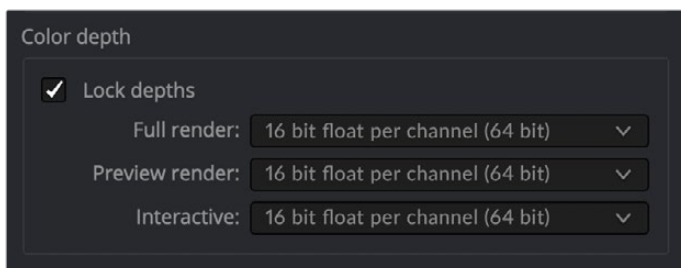 Color depth
Lock depths
Full render: 16 bit float per channel (64 bit)
Preview render: 16 bit float per channel (64 bit)
Interactive: 16 bit float per channel (64 bit)